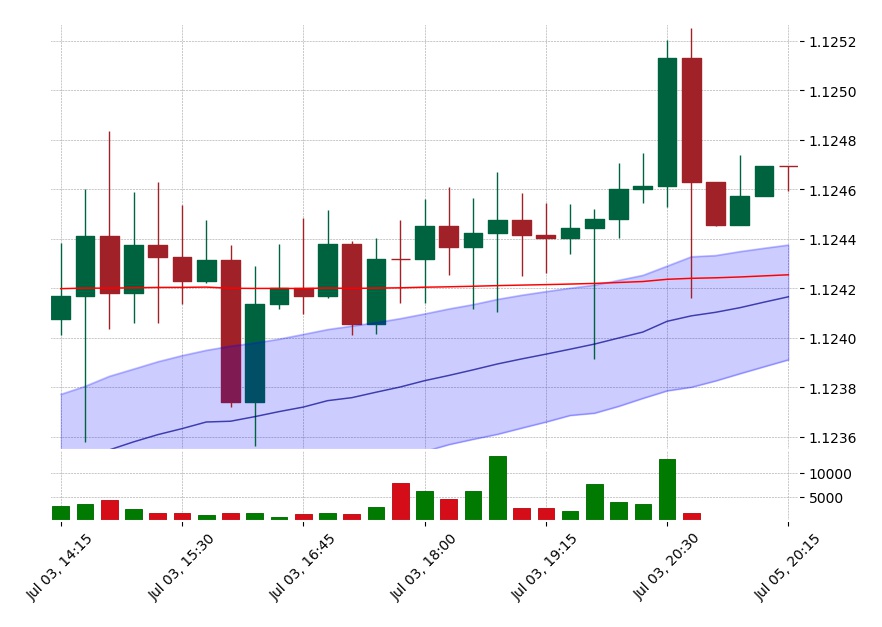 1.1252
1.1250
1.1248
1.1246
1.1244
1.1242
1.1240
1.1238
1.1236
10000
5000
Jul 03, 14:15
Jul 03, 15:30
Jul 03, 16:45
Jul 03, 18:00
Jul 03, 19:15
Jul 03, 20:30
Jul 05, 20:15